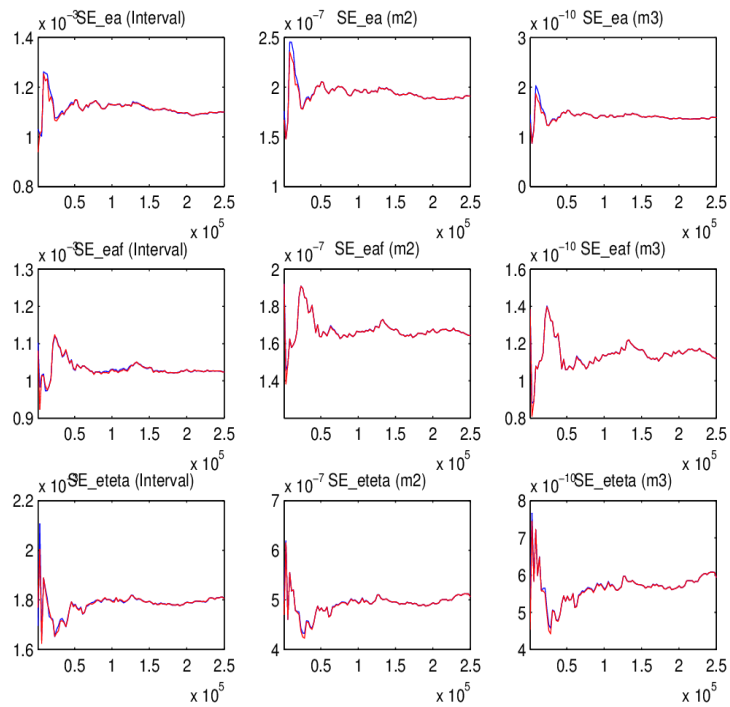 x 10^-3 SE_ea (Interval)
1.4
1.2
1
0.8
0.5 1 1.5 2 2.5
x 10^5
x 10^-7 SE_ea (m2)
2.5
2
1.5
1
0.5 1 1.5 2 2.5
x 10^5
x 10^-10 SE_ea (m3)
3
2
1
0
0.5 1 1.5 2 2.5
x 10^5
x 10^-3 SE_eaf (Interval)
1.3
1.2
1.1
1
0.9
0.5 1 1.5 2 2.5
x 10^5
x 10^-7 SE_eaf (m2)
2
1.8
1.6
1.4
0.5 1 1.5 2 2.5
x 10^5
x 10^-10 SE_eaf (m3)
1.6
1.4
1.2
1
0.8
0.5 1 1.5 2 2.5
x 10^5
x 10^-3 SE_eteta (Interval)
2.2
2
1.8
1.6
0.5 1 1.5 2 2.5
x 10^5
x 10^-7 SE_eteta (m2)
7
6
5
4
0.5 1 1.5 2 2.5
x 10^5
x 10^-10 SE_eteta (m3)
8
7
6
5
4
0.5 1 1.5 2 2.5
x 10^5